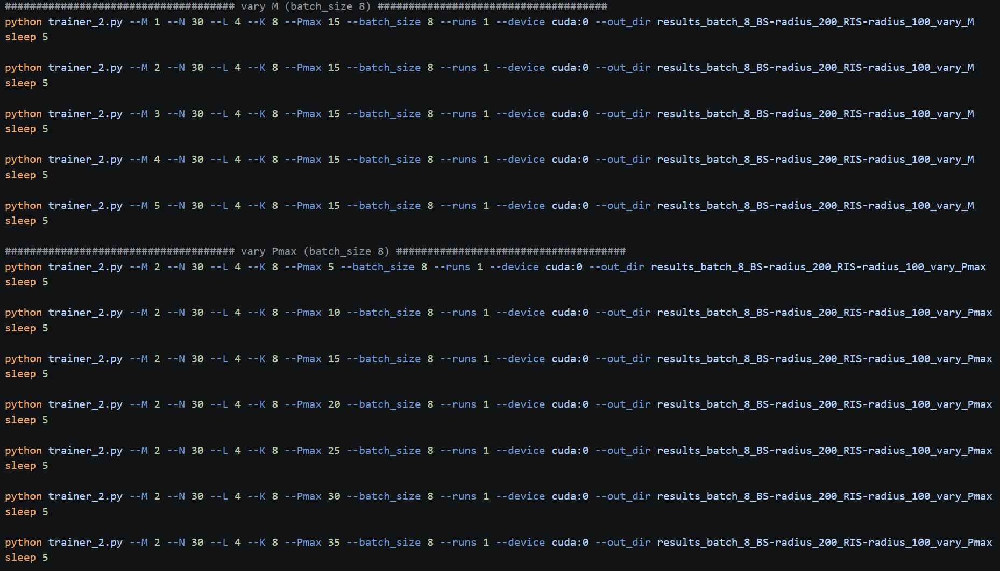 ##################################### vary M (batch_size 8) #####################################
python trainer_2.py --M 1 --N 30 --L 4 --K 8 --Pmax 15 --batch_size 8 --runs 1 --device cuda:0 --out_dir results_batch_8_BS-radius_200_RIS-radius_100_vary_M
sleep 5
python trainer_2.py --M 2 --N 30 --L 4 --K 8 --Pmax 15 --batch_size 8 --runs 1 --device cuda:0 --out_dir results_batch_8_BS-radius_200_RIS-radius_100_vary_M
sleep 5
python trainer_2.py --M 3 --N 30 --L 4 --K 8 --Pmax 15 --batch_size 8 --runs 1 --device cuda:0 --out_dir results_batch_8_BS-radius_200_RIS-radius_100_vary_M
sleep 5
python trainer_2.py --M 4 --N 30 --L 4 --K 8 --Pmax 15 --batch_size 8 --runs 1 --device cuda:0 --out_dir results_batch_8_BS-radius_200_RIS-radius_100_vary_M
sleep 5
python trainer_2.py --M 5 --N 30 --L 4 --K 8 --Pmax 15 --batch_size 8 --runs 1 --device cuda:0 --out_dir results_batch_8_BS-radius_200_RIS-radius_100_vary_M
sleep 5
##################################### vary Pmax (batch_size 8) #####################################
python trainer_2.py --M 2 --N 30 --L 4 --K 8 --Pmax 5 --batch_size 8 --runs 1 --device cuda:0 --out_dir results_batch_8_BS-radius_200_RIS-radius_100_vary_Pmax
sleep 5
python trainer_2.py --M 2 --N 30 --L 4 --K 8 --Pmax 10 --batch_size 8 --runs 1 --device cuda:0 --out_dir results_batch_8_BS-radius_200_RIS-radius_100_vary_Pmax
sleep 5
python trainer_2.py --M 2 --N 30 --L 4 --K 8 --Pmax 15 --batch_size 8 --runs 1 --device cuda:0 --out_dir results_batch_8_BS-radius_200_RIS-radius_100_vary_Pmax
sleep 5
python trainer_2.py --M 2 --N 30 --L 4 --K 8 --Pmax 20 --batch_size 8 --runs 1 --device cuda:0 --out_dir results_batch_8_BS-radius_200_RIS-radius_100_vary_Pmax
sleep 5
python trainer_2.py --M 2 --N 30 --L 4 --K 8 --Pmax 25 --batch_size 8 --runs 1 --device cuda:0 --out_dir results_batch_8_BS-radius_200_RIS-radius_100_vary_Pmax
sleep 5
python trainer_2.py --M 2 --N 30 --L 4 --K 8 --Pmax 30 --batch_size 8 --runs 1 --device cuda:0 --out_dir results_batch_8_BS-radius_200_RIS-radius_100_vary_Pmax
sleep 5
python trainer_2.py --M 2 --N 30 --L 4 --K 8 --Pmax 35 --batch_size 8 --runs 1 --device cuda:0 --out_dir results_batch_8_BS-radius_200_RIS-radius_100_vary_Pmax
sleep 5